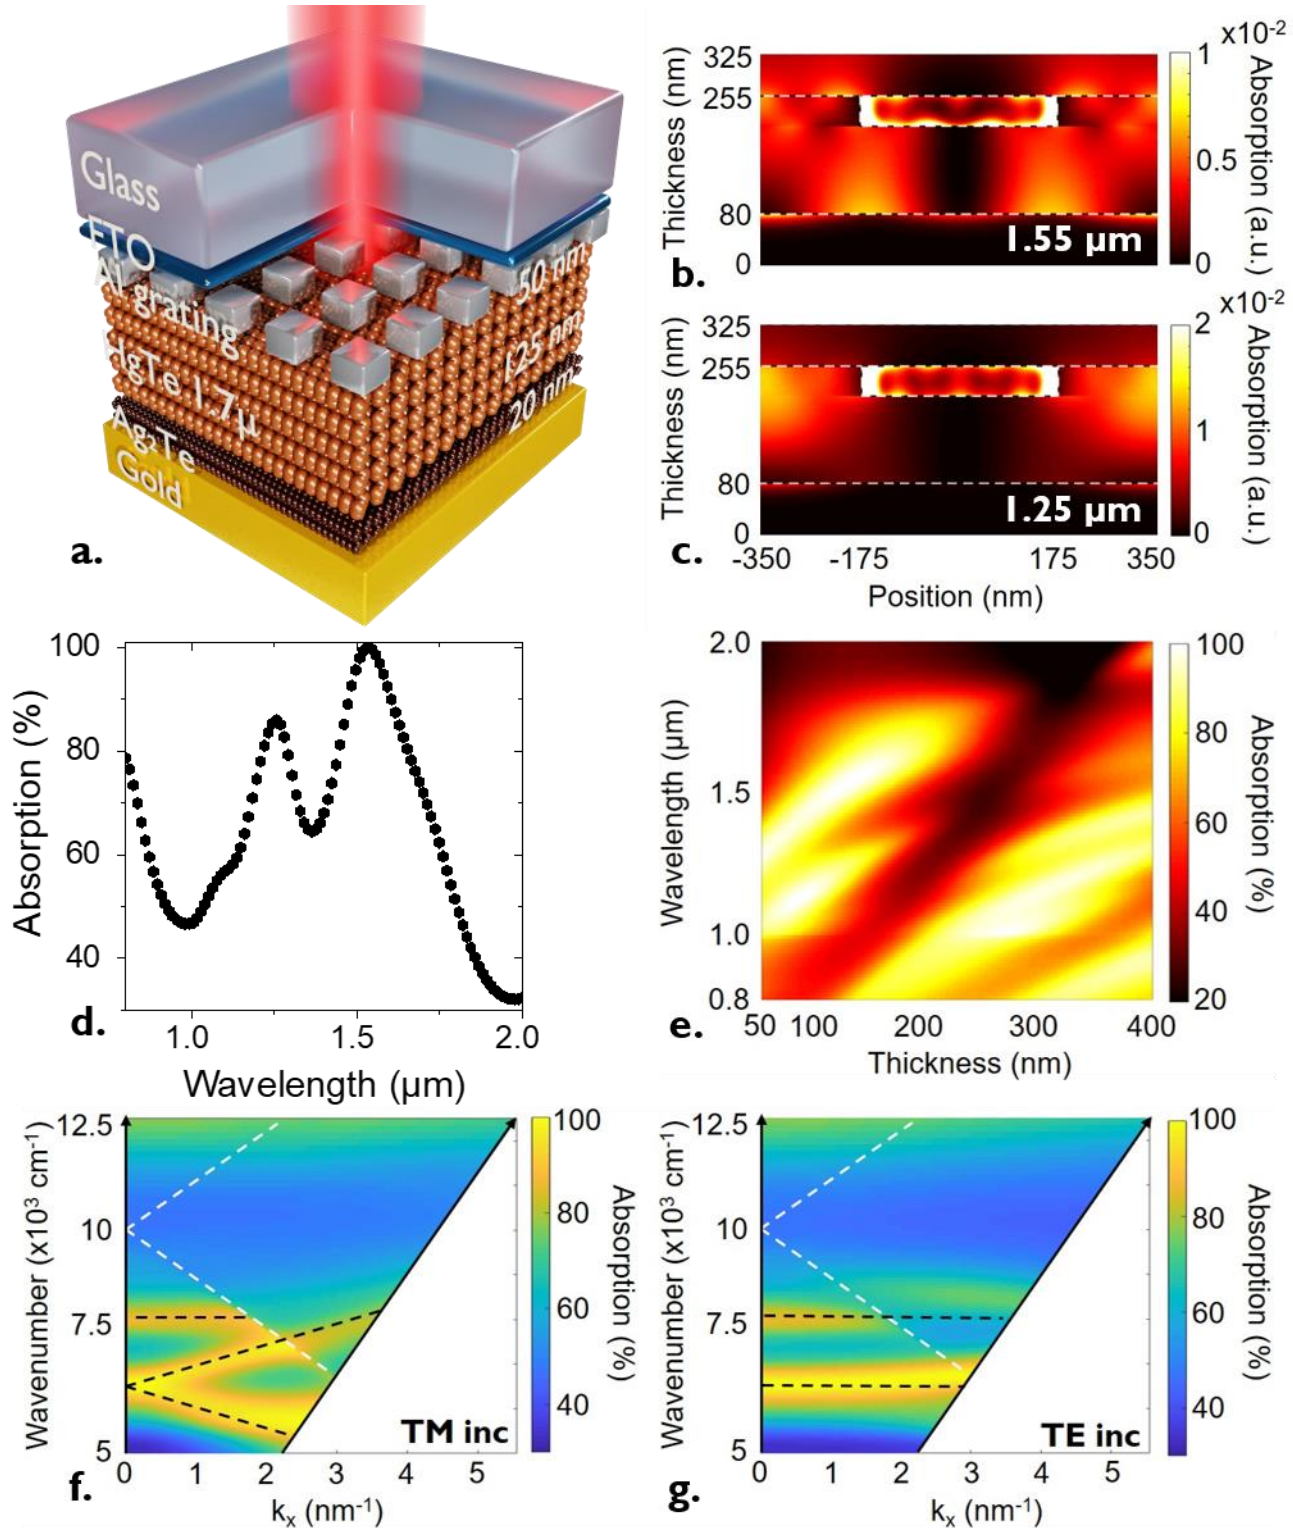 Glass
FTO
Al grating
HgTe 1.7µ
Ag2Te
Gold
50 nm
125 nm
20 nm
a.
Thickness (nm)
325
255
80
0
1.55 µm
b.
x10-2
1
0.5
0
Absorption (a.u.)
Thickness (nm)
325
255
80
0
1.25 µm
c.
x10-2
2
1
0
Absorption (a.u.)
-350 -175 175 350
Position (nm)
Absorption (%)
100
80
60
40
d.
1.0 1.5 2.0
Wavelength (µm)
Wavelength (µm)
2.0
1.5
1.0
0.8
e.
50 100 200 300 400
Thickness (nm)
100
80
60
40
20
Absorption (%)
Wavenumber (x10³ cm-1)
12.5
10
7.5
5
TM inc
f.
0 1 2 3 4 5
kx (nm-1)
100
80
60
40
Absorption (%)
Wavenumber (x10³ cm-1)
12.5
10
7.5
5
TE inc
g.
0 1 2 3 4 5
kx (nm-1)
100
80
60
40
Absorption (%)